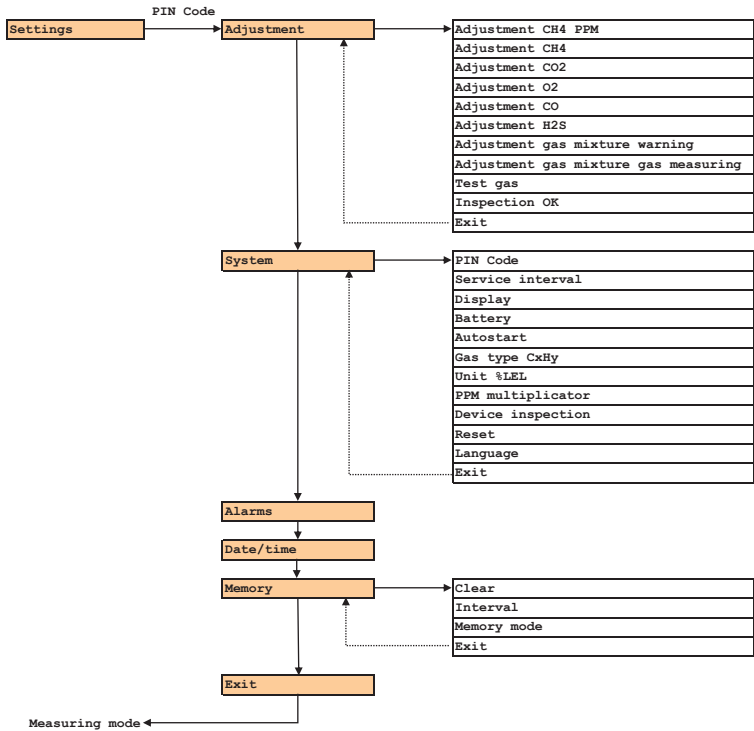 PIN Code
Settings
Adjustment
Adjustment CH4 PPM
Adjustment CH4
Adjustment CO2
Adjustment O2
Adjustment CO
Adjustment H2S
Adjustment gas mixture warning
Adjustment gas mixture gas measuring
Test gas
Inspection OK
Exit
System
PIN Code
Service interval
Display
Battery
Autostart
Gas type CxHy
Unit %LEL
PPM multiplicator
Device inspection
Reset
Language
Exit
Alarms
Date/time
Memory
Clear
Interval
Memory mode
Exit
Exit
Measuring mode